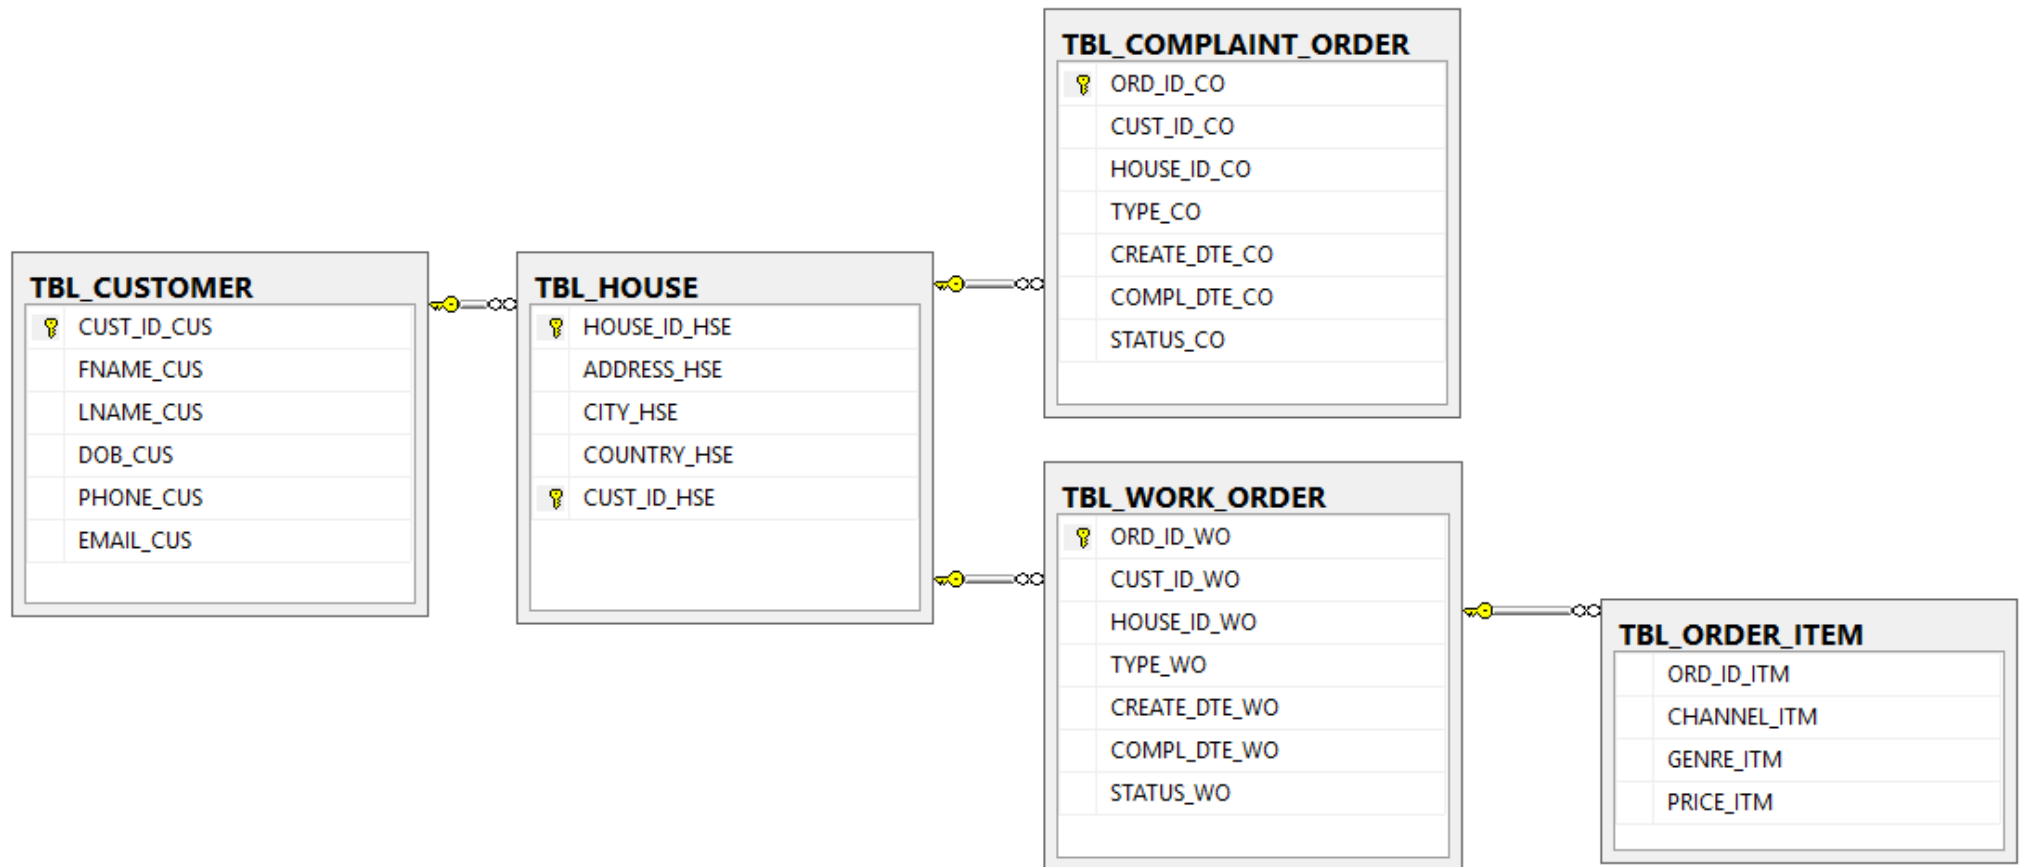 TBL_CUSTOMER
CUST_ID_CUS
FNAME_CUS
LNAME_CUS
DOB_CUS
PHONE_CUS
EMAIL_CUS
TBL_HOUSE
HOUSE_ID_HSE
ADDRESS_HSE
CITY_HSE
COUNTRY_HSE
CUST_ID_HSE
TBL_COMPLAINT_ORDER
ORD_ID_CO
CUST_ID_CO
HOUSE_ID_CO
TYPE_CO
CREATE_DTE_CO
COMPL_DTE_CO
STATUS_CO
TBL_WORK_ORDER
ORD_ID_WO
CUST_ID_WO
HOUSE_ID_WO
TYPE_WO
CREATE_DTE_WO
COMPL_DTE_WO
STATUS_WO
TBL_ORDER_ITEM
ORD_ID_ITM
CHANNEL_ITM
GENRE_ITM
PRICE_ITM